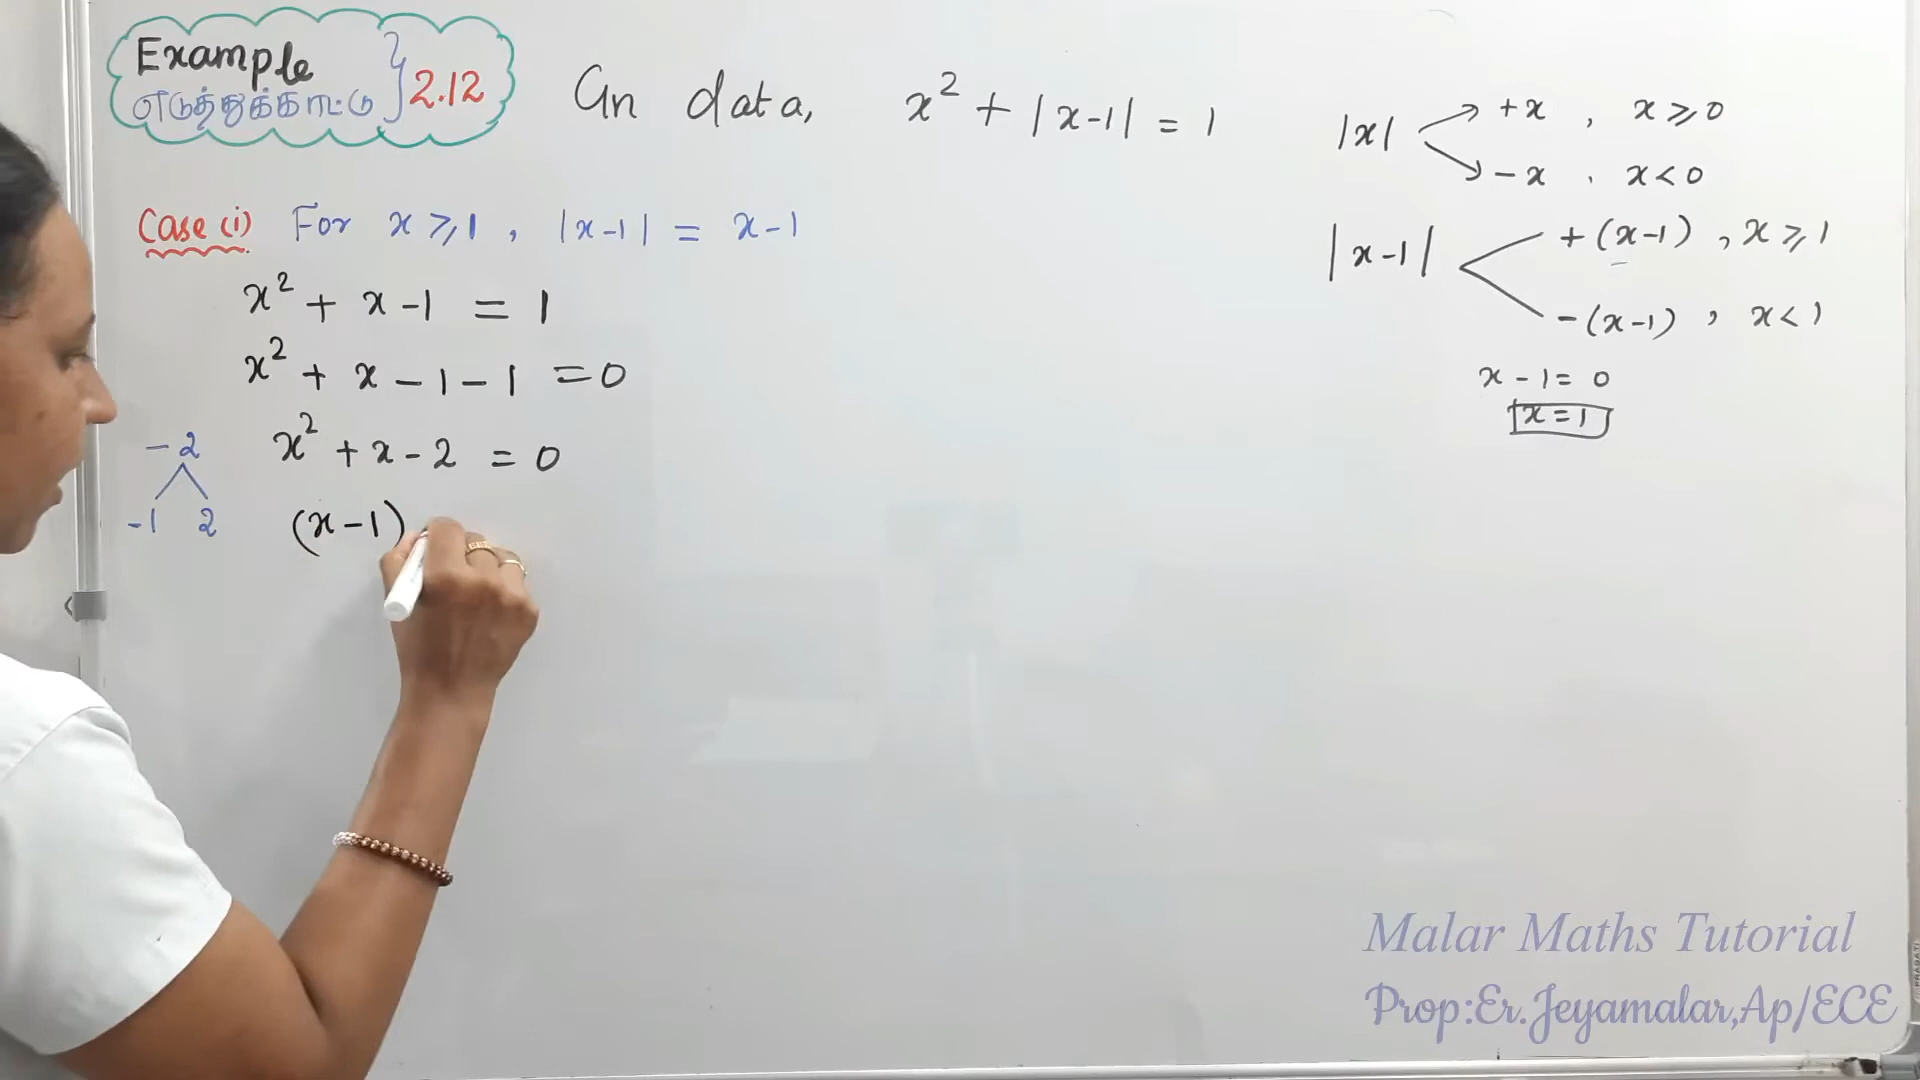 Example
எடுத்துக்காட்டு } 2.12
Gn data, x² + |x-1| = 1
|x| +x , x ⩾ 0
-x , x < 0
|x-1| +(x-1) , x ⩾ 1
-(x-1) , x < 1
x - 1 = 0
x = 1
Case (i) For x ⩾ 1 , |x-1| = x-1
x² + x -1 = 1
x² + x - 1 - 1 = 0
x² + x - 2 = 0
-2
-1 2
(x-1)
Malar Maths Tutorial
Prop:Er.Jeyamalar,Ap/ECE